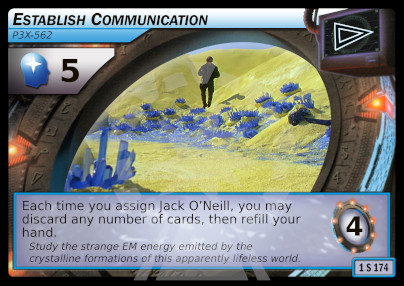 ESTABLISH COMMUNICATION
P3X-562
5
Each time you assign Jack O'Neill, you may
discard any number of cards, then refill your
hand.
Study the strange EM energy emitted by the
crystalline formations of this apparently lifeless world.
4
1 S 174